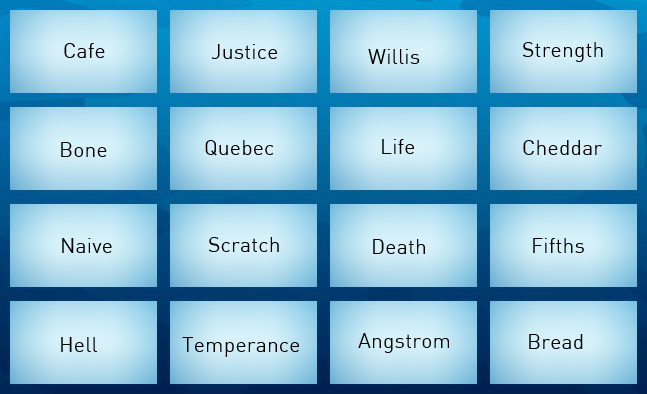 Cafe
Justice
Willis
Strength
Bone
Quebec
Life
Cheddar
Naive
Scratch
Death
Fifths
Hell
Temperance
Angstrom
Bread